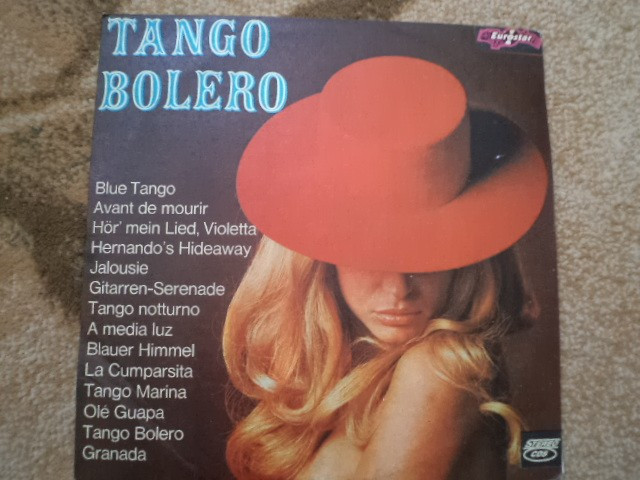 TANGO
BOLERO
Eurostar
Blue Tango
Avant de mourir
Hör' mein Lied, Violetta
Hernando's Hideaway
Jalousie
Gitarren-Serenade
Tango notturno
A media luz
Blauer Himmel
La Cumparsita
Tango Marina
Olé Guapa
Tango Bolero
Granada
STEREO
CDS